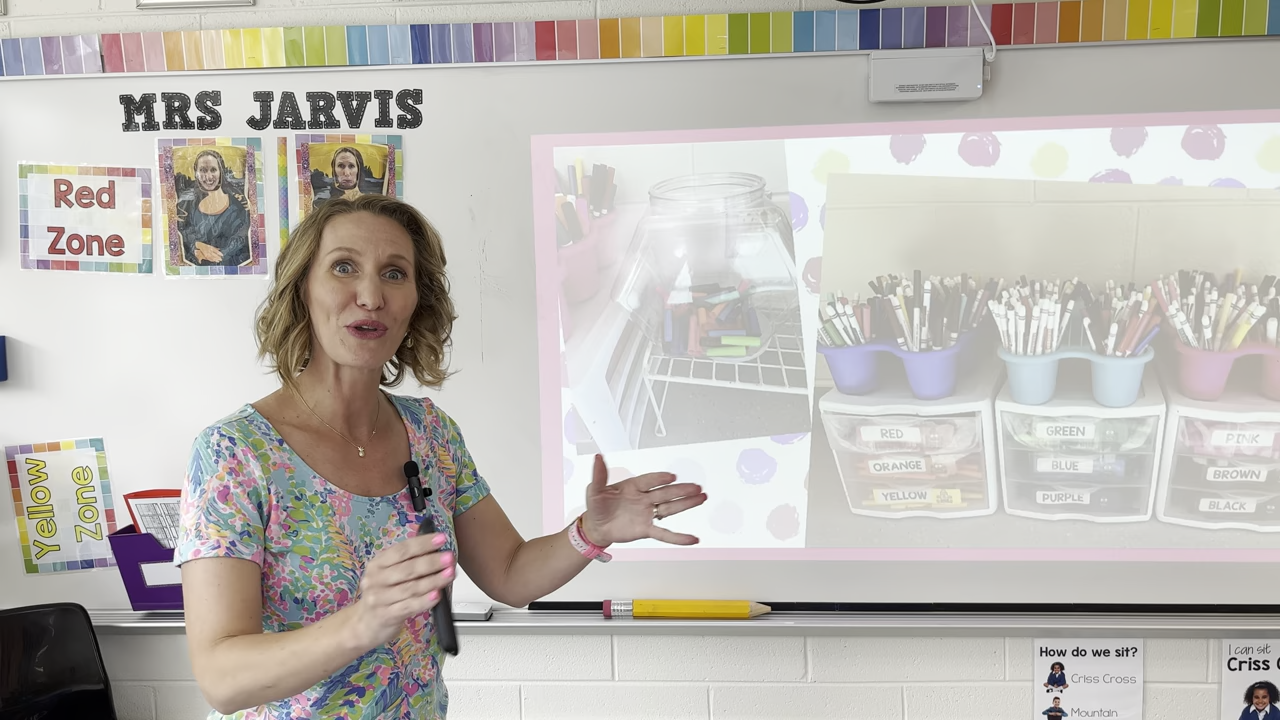 MRS JARVIS
Red
Zone
Yellow
Zone
RED
ORANGE
YELLOW
GREEN
BLUE
PURPLE
PINK
BROWN
BLACK
How do we sit?
Criss Cross
Mountain
I can sit
Criss